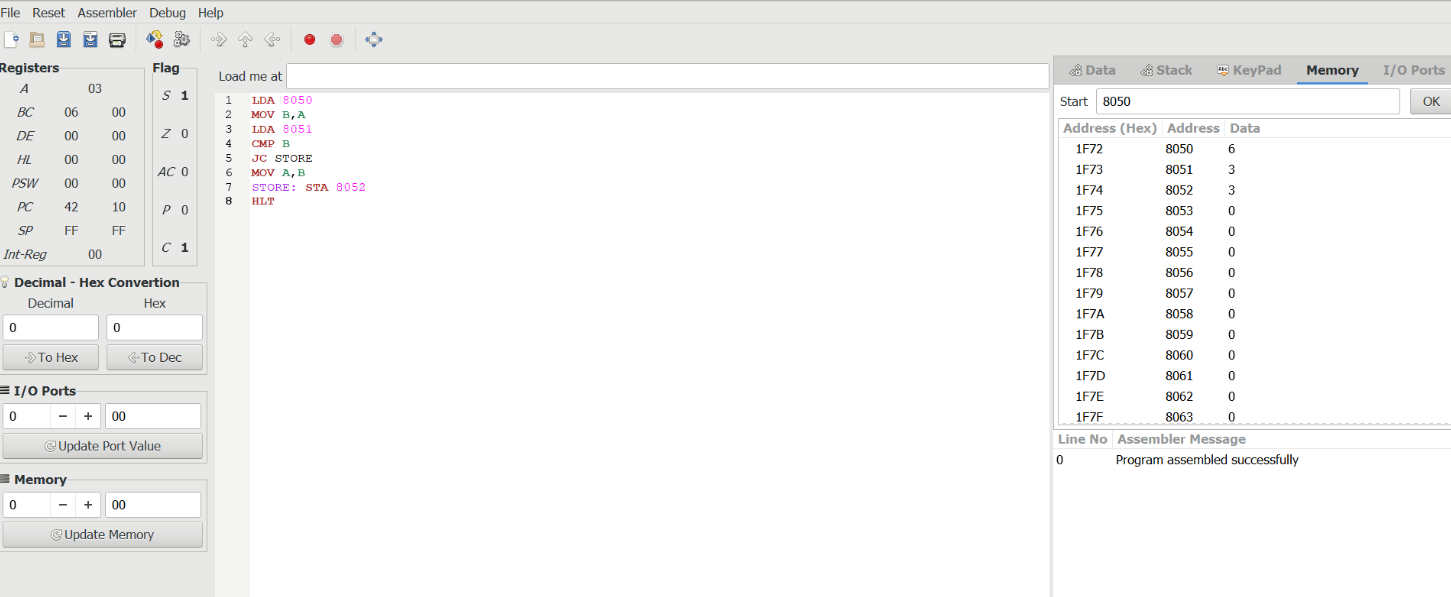 File Reset Assembler Debug Help
Registers
A 03
BC 06 00
DE 00 00
HL 00 00
PSW 00 00
PC 42 10
SP FF FF
Int-Reg 00
Flag
S 1
Z 0
AC 0
P 0
C 1
Decimal - Hex Convertion
Decimal Hex
0 0
To Hex To Dec
I/O Ports
0 − + 00
Update Port Value
Memory
0 − + 00
Update Memory
Load me at
1 LDA 8050
2 MOV B,A
3 LDA 8051
4 CMP B
5 JC STORE
6 MOV A,B
7 STORE: STA 8052
8 HLT
Data Stack Abc KeyPad Memory I/O Ports
Start 8050 OK
Address (Hex) Address Data
1F72 8050 6
1F73 8051 3
1F74 8052 3
1F75 8053 0
1F76 8054 0
1F77 8055 0
1F78 8056 0
1F79 8057 0
1F7A 8058 0
1F7B 8059 0
1F7C 8060 0
1F7D 8061 0
1F7E 8062 0
1F7F 8063 0
Line No Assembler Message
0 Program assembled successfully